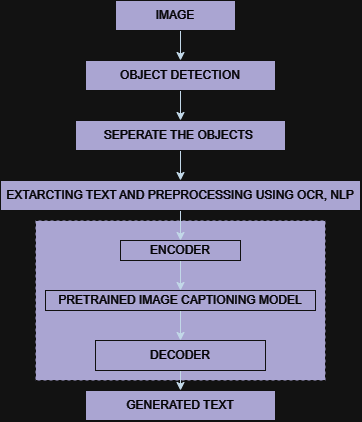 IMAGE
OBJECT DETECTION
SEPERATE THE OBJECTS
EXTARCTING TEXT AND PREPROCESSING USING OCR, NLP
ENCODER
PRETRAINED IMAGE CAPTIONING MODEL
DECODER
GENERATED TEXT